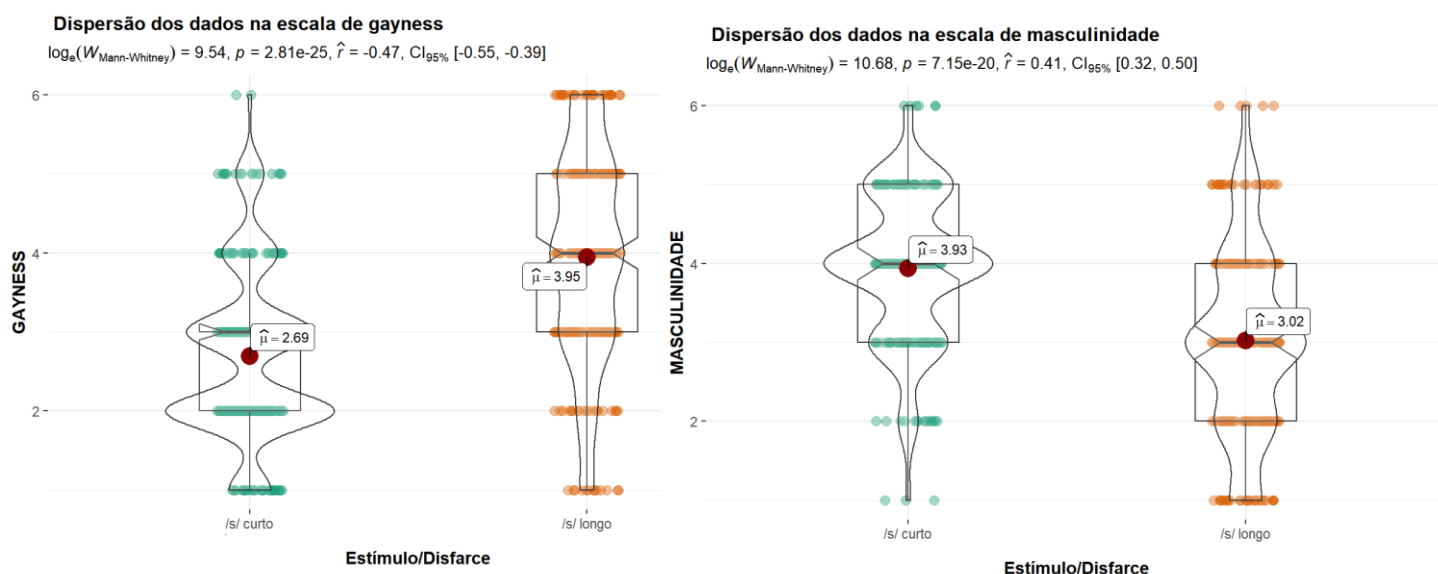 Dispersão dos dados na escala de gayness
logₑ(W Mann-Whitney) = 9.54, p = 2.81e-25, r̂ = -0.47, CI95% [-0.55, -0.39]
6
4
2
GAYNESS
μ̂ = 2.69
μ̂ = 3.95
/s/ curto
/s/ longo
Estímulo/Disfarce
Dispersão dos dados na escala de masculinidade
logₑ(W Mann-Whitney) = 10.68, p = 7.15e-20, r̂ = 0.41, CI95% [0.32, 0.50]
6
4
2
MASCULINIDADE
μ̂ = 3.93
μ̂ = 3.02
/s/ curto
/s/ longo
Estímulo/Disfarce